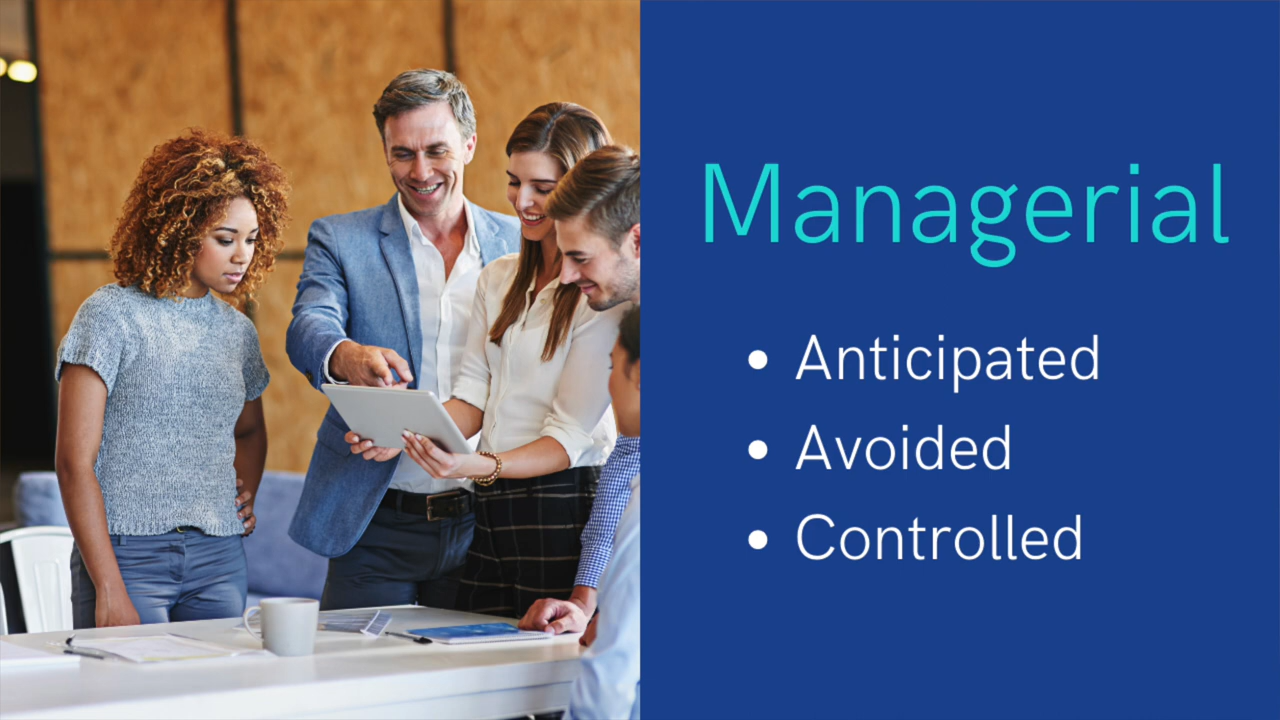 Managerial
• Anticipated
• Avoided
• Controlled